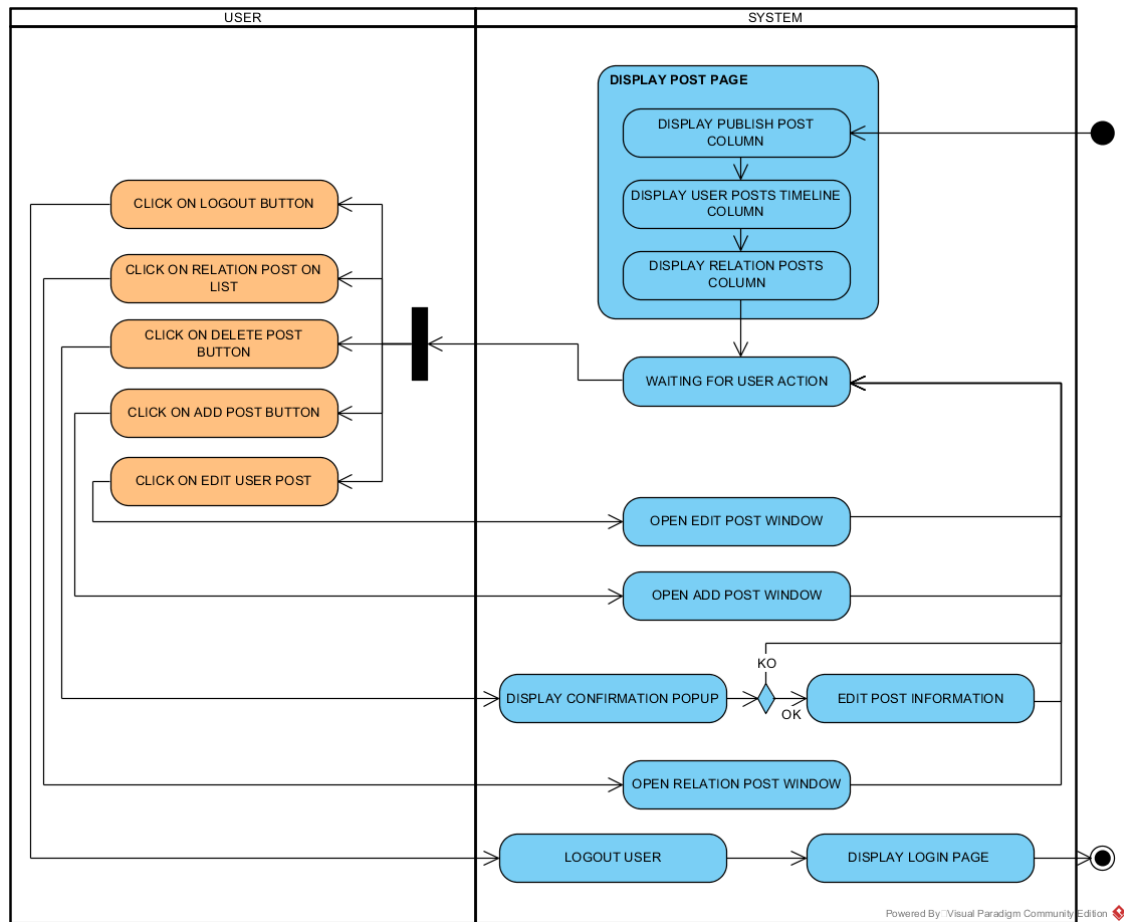 USER
SYSTEM
DISPLAY POST PAGE
DISPLAY PUBLISH POST
COLUMN
DISPLAY USER POSTS TIMELINE
COLUMN
DISPLAY RELATION POSTS
COLUMN
WAITING FOR USER ACTION
CLICK ON LOGOUT BUTTON
CLICK ON RELATION POST ON
LIST
CLICK ON DELETE POST
BUTTON
CLICK ON ADD POST BUTTON
CLICK ON EDIT USER POST
OPEN EDIT POST WINDOW
OPEN ADD POST WINDOW
DISPLAY CONFIRMATION POPUP
KO
OK
EDIT POST INFORMATION
OPEN RELATION POST WINDOW
LOGOUT USER
DISPLAY LOGIN PAGE
Powered By Visual Paradigm Community Edition